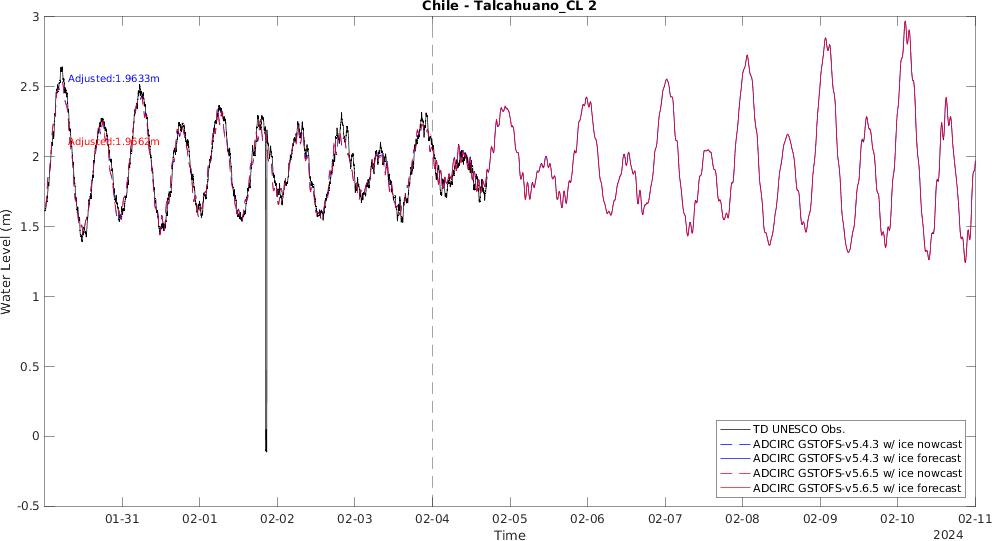 Chile - Talcahuano_CL 2
Adjusted:1.9633m
Adjusted:1.9562m
Water Level (m)
3
2.5
2
1.5
1
0.5
0
-0.5
TD UNESCO Obs.
ADCIRC GSTOFS-v5.4.3 w/ ice nowcast
ADCIRC GSTOFS-v5.4.3 w/ ice forecast
ADCIRC GSTOFS-v5.6.5 w/ ice nowcast
ADCIRC GSTOFS-v5.6.5 w/ ice forecast
01-31 02-01 02-02 02-03 02-04 02-05 02-06 02-07 02-08 02-09 02-10 02-11
Time
2024